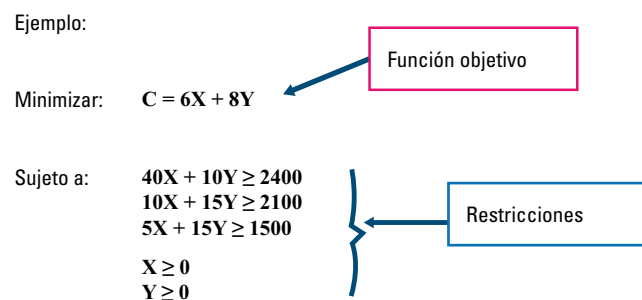 Ejemplo:
Función objetivo
Minimizar: C = 6X + 8Y
Sujeto a: 40X + 10Y ≥ 2400
10X + 15Y ≥ 2100
5X + 15Y ≥ 1500
Restricciones
X ≥ 0
Y ≥ 0